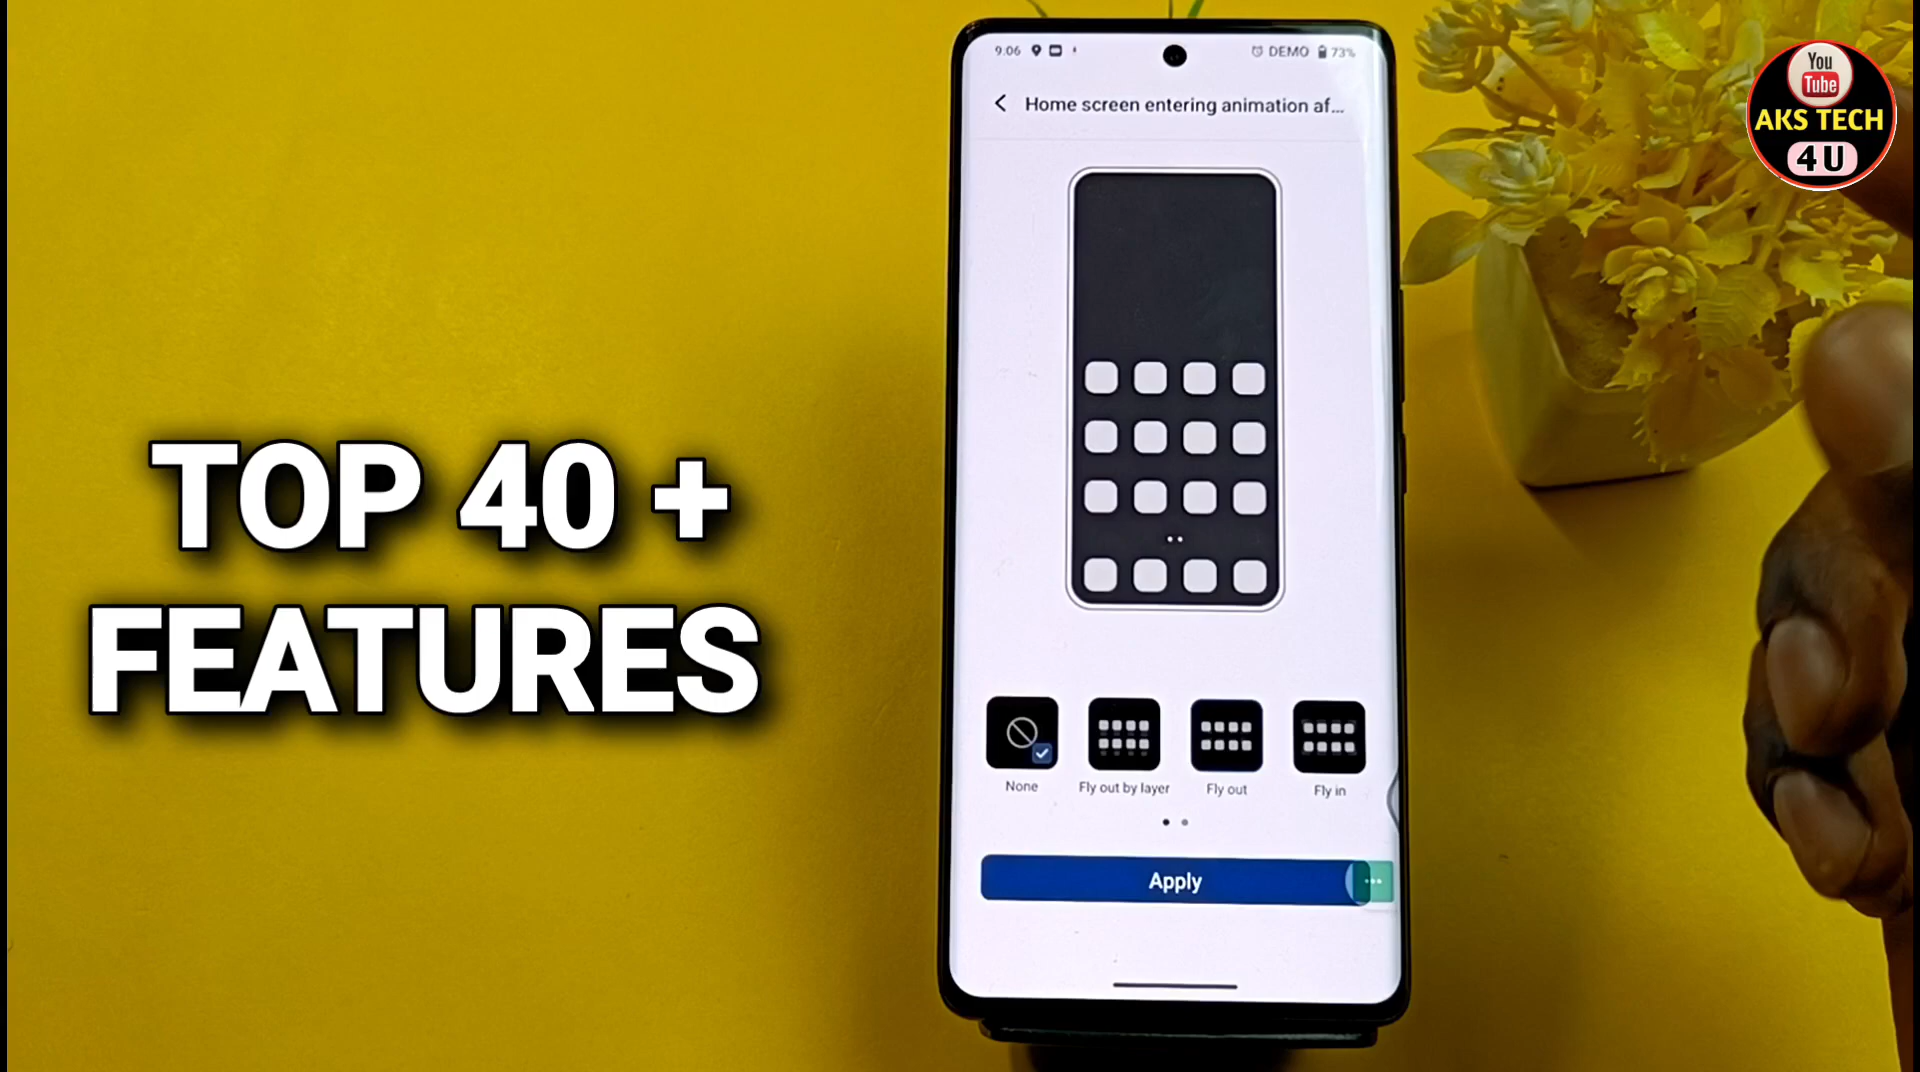 9.06
DEMO 73%
Home screen entering animation af...
You
Tube
AKS TECH
4 U
TOP 40 +
FEATURES
None
Fly out by layer
Fly out
Fly in
Apply